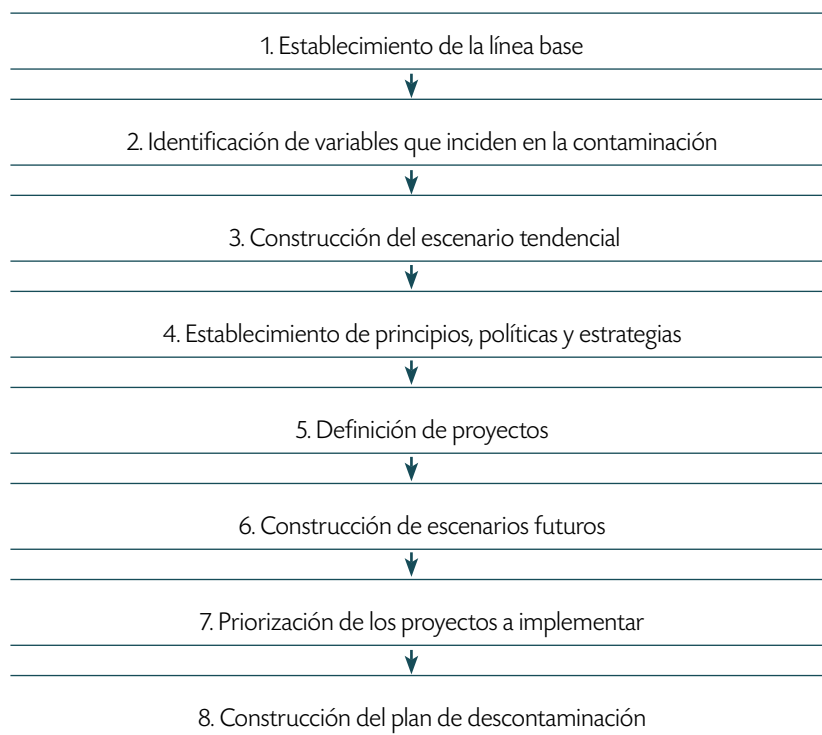 1. Establecimiento de la línea base
2. Identificación de variables que inciden en la contaminación
3. Construcción del escenario tendencial
4. Establecimiento de principios, políticas y estrategias
5. Definición de proyectos
6. Construcción de escenarios futuros
7. Priorización de los proyectos a implementar
8. Construcción del plan de descontaminación